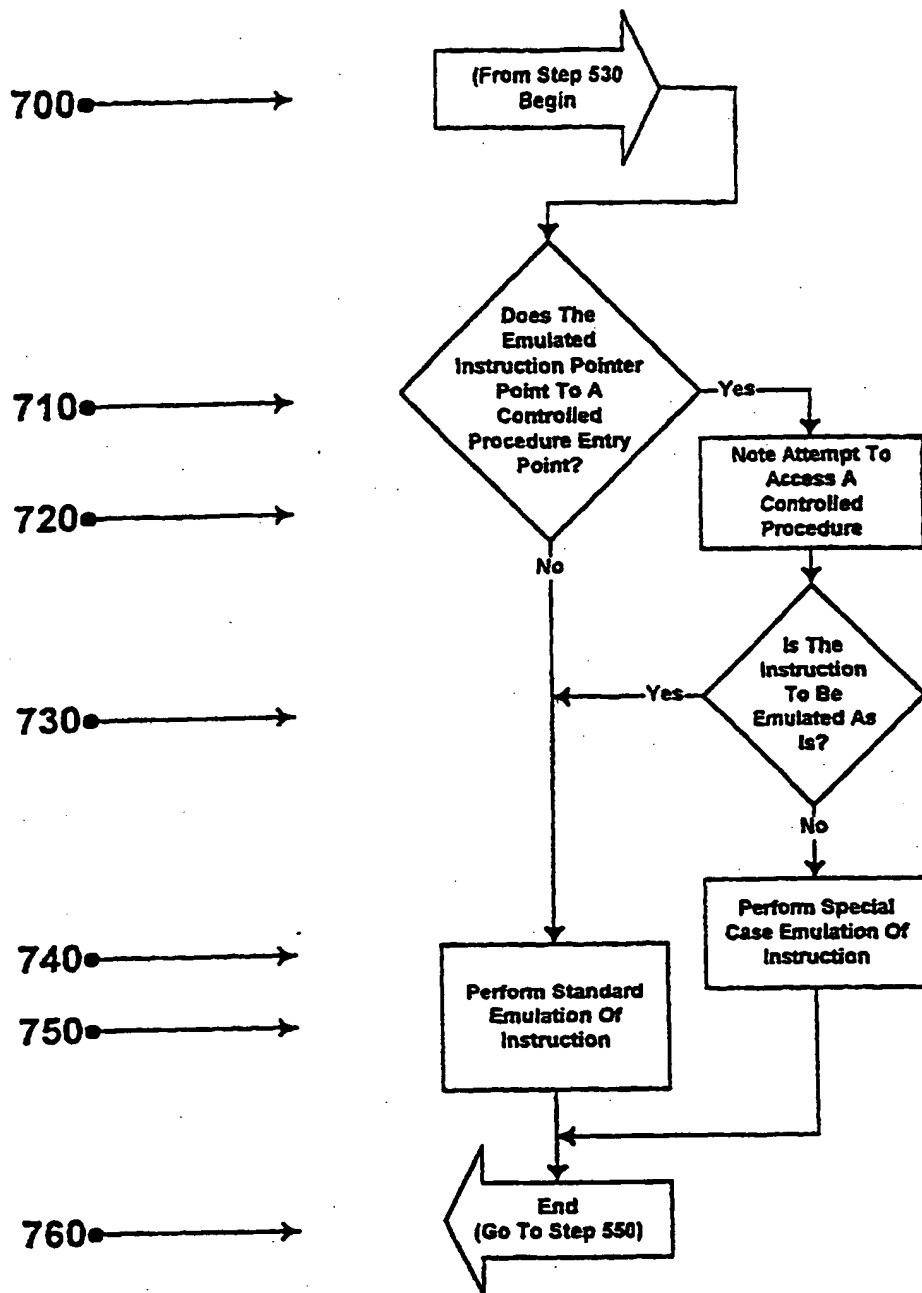 700
(From Step 530
Begin
Does The
Emulated
Instruction Pointer
Point To A
Controlled
Procedure Entry
Point?
710
Yes
Note Attempt To
Access A
Controlled
Procedure
720
No
Is The
Instruction
To Be
Emulated As
Is?
730
Yes
No
Perform Special
Case Emulation Of
Instruction
740
Perform Standard
Emulation Of
Instruction
750
End
(Go To Step 550)
760